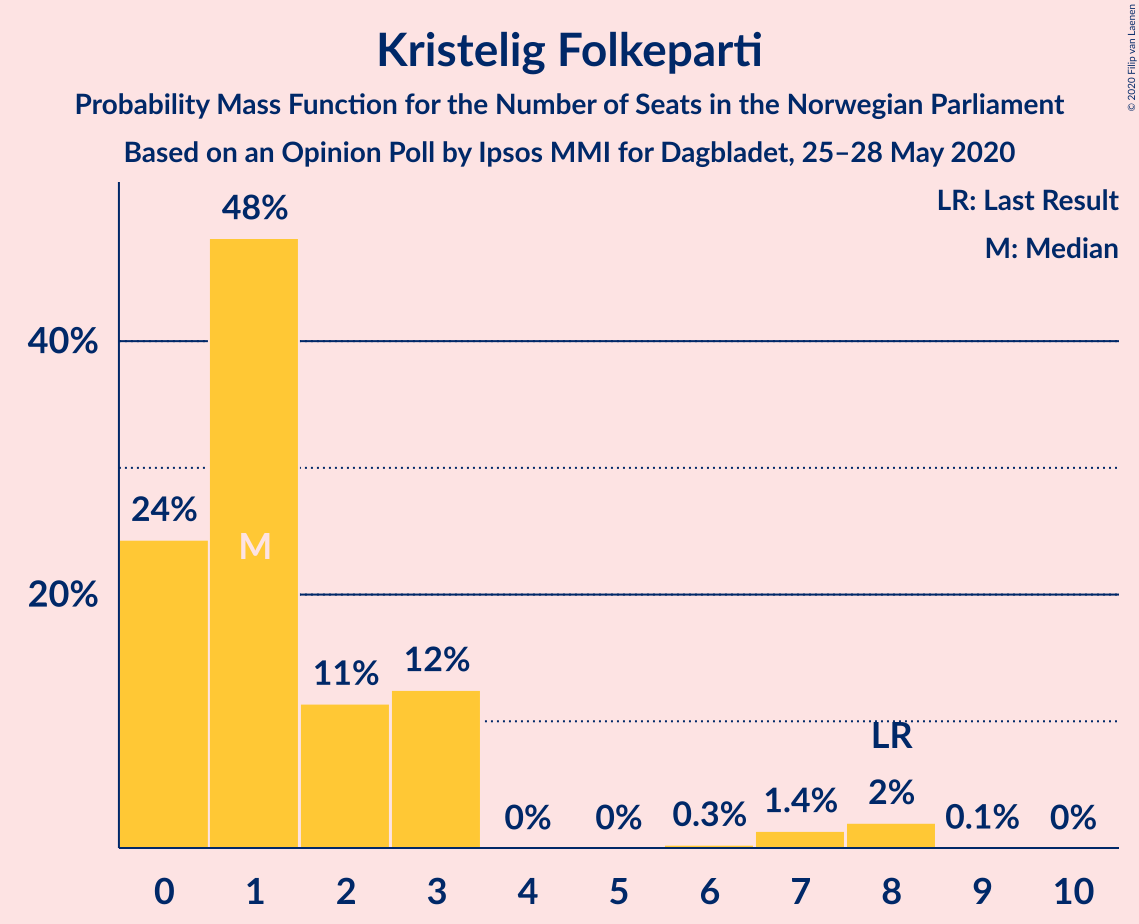 Kristelig Folkeparti
Probability Mass Function for the Number of Seats in the Norwegian Parliament
Based on an Opinion Poll by Ipsos MMI for Dagbladet, 25–28 May 2020
© 2020 Filip van Laenen
LR: Last Result
M: Median
48%
40%
24%
M
20%
11%
12%
LR
0%
0%
0.3%
1.4%
2%
0.1%
0%
0 1 2 3 4 5 6 7 8 9 10